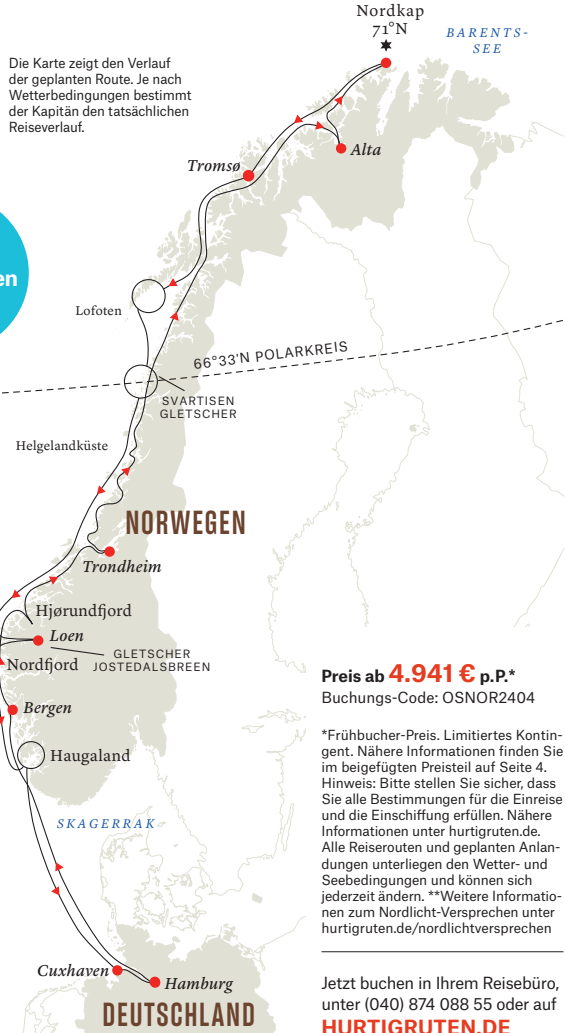 Nordkap
71°N
BARENTS-
SEE
Die Karte zeigt den Verlauf
der geplanten Route. Je nach
Wetterbedingungen bestimmt
der Kapitän den tatsächlichen
Reiseverlauf.
Alta
Tromsø
en
Lofoten
66°33'N POLARKREIS
SVARTISEN
GLETSCHER
Helgelandküste
NORWEGEN
Trondheim
Hjørundfjord
Loen
GLETSCHER
JOSTEDALSBREEN
Nordfjord
Bergen
Haugaland
SKAGERRAK
Cuxhaven
Hamburg
DEUTSCHLAND
Preis ab 4.941 € p.P.*
Buchungs-Code: OSNOR2404
*Frühbucher-Preis. Limitiertes Kontin-
gent. Nähere Informationen finden Sie
im beigefügten Preisteil auf Seite 4.
Hinweis: Bitte stellen Sie sicher, dass
Sie alle Bestimmungen für die Einreise
und die Einschiffung erfüllen. Nähere
Informationen unter hurtigruten.de.
Alle Reiserouten und geplanten Anlan-
dungen unterliegen den Wetter- und
Seebedingungen und können sich
jederzeit ändern. **Weitere Informatio-
nen zum Nordlicht-Versprechen unter
hurtigruten.de/nordlichtversprechen
Jetzt buchen in Ihrem Reisebüro,
unter (040) 874 088 55 oder auf
HURTIGRUTEN.DE